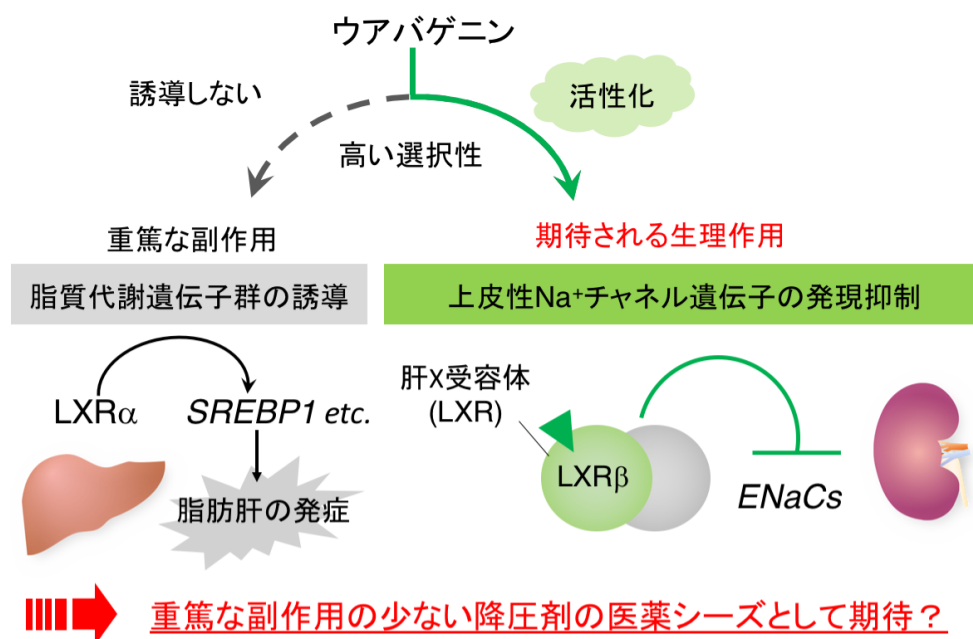 ウアバゲニン
誘導しない
活性化
高い選択性
重篤な副作用
期待される生理作用
脂質代謝遺伝子群の誘導
上皮性Na⁺チャネル遺伝子の発現抑制
肝X受容体
(LXR)
LXRα
SREBP1 etc.
LXRβ
ENaCs
脂肪肝の発症
重篤な副作用の少ない降圧剤の医薬シーズとして期待？